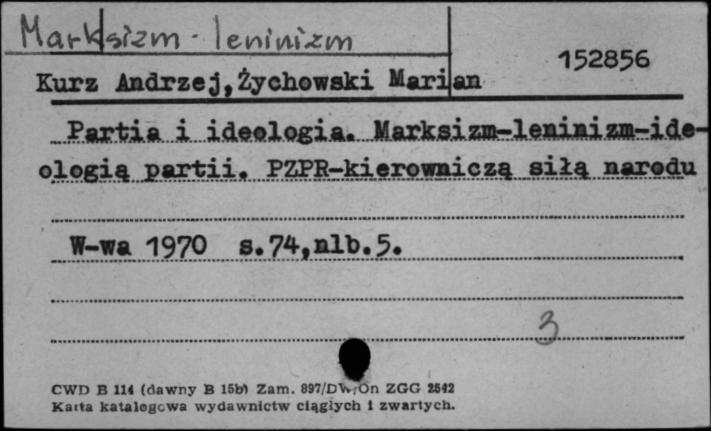 Marksizm-leninizm
152856
Kurz Andrzej,Żychowski Marian
Partia i ideologia. Marksizm-leninizm-ide-
ologią partii. PZPR-kierowniczą siłą narodu
W-wa 1970 s.74,nlb.5.
3
CWD B 114 (dawny B 15b) Zam. 897/DW/On ZGG 2542
Karta katalogowa wydawnictw ciągłych i zwartych.